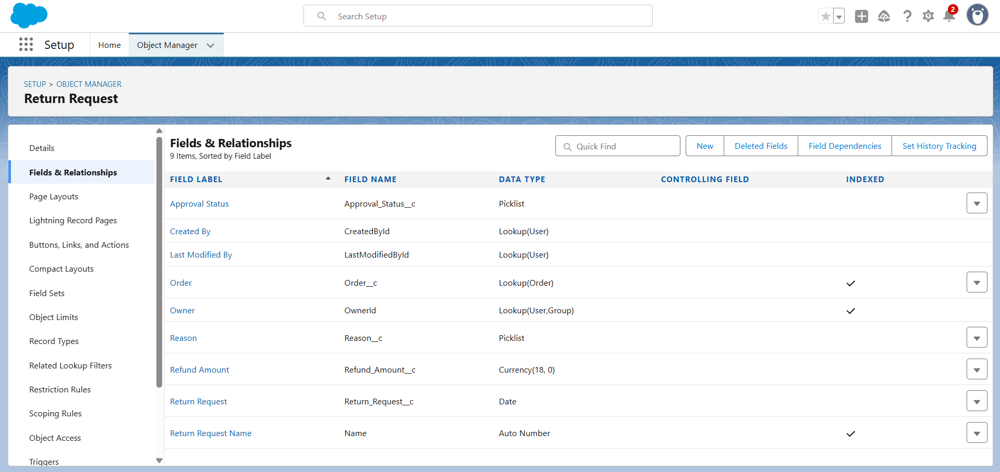 Search Setup
2
Setup
Home
Object Manager
SETUP > OBJECT MANAGER
Return Request
Details
Fields & Relationships
Page Layouts
Lightning Record Pages
Buttons, Links, and Actions
Compact Layouts
Field Sets
Object Limits
Record Types
Related Lookup Filters
Restriction Rules
Scoping Rules
Object Access
Triggers
Fields & Relationships
9 Items, Sorted by Field Label
Quick Find
New
Deleted Fields
Field Dependencies
Set History Tracking
FIELD LABEL FIELD NAME DATA TYPE CONTROLLING FIELD INDEXED
Approval Status Approval_Status__c Picklist
Created By CreatedById Lookup(User)
Last Modified By LastModifiedById Lookup(User)
Order Order__c Lookup(Order)
Owner OwnerId Lookup(User,Group)
Reason Reason__c Picklist
Refund Amount Refund_Amount__c Currency(18, 0)
Return Request Return_Request__c Date
Return Request Name Name Auto Number